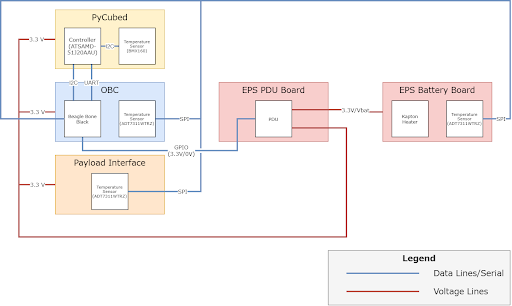 PyCubed
3.3 V
Controller
(ATSAMD-
51J20AAU)
I2C
Temperature
Sensor
(BMX160)
I2C
UART
OBC
3.3 V
Beagle Bone
Black
Temperature
Sensor
(ADT7311WTRZ)
SPI
GPIO
(3.3V/0V)
Payload Interface
3.3 V
Temperature
Sensor
(ADT7311WTRZ)
SPI
EPS PDU Board
PDU
3.3V/Vbat
EPS Battery Board
Kapton
Heater
Temperature
Sensor
(ADT7311WTRZ)
SPI
Legend
Data Lines/Serial
Voltage Lines